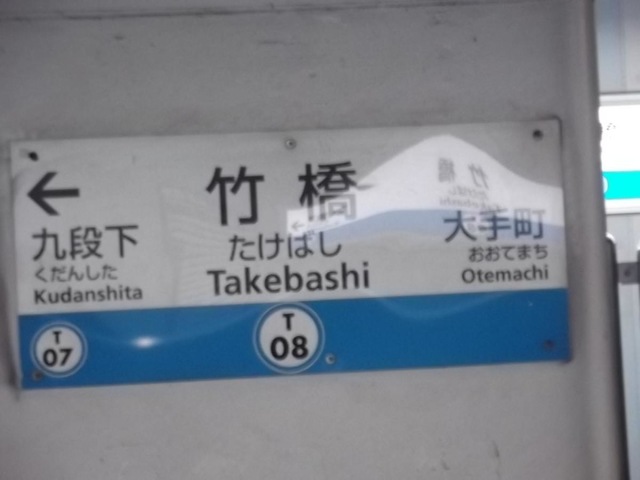 ←
竹橋
たけばし
Takebashi
九段下
くだんした
Kudanshita
大手町
おおてまち
Otemachi
T
07
T
08